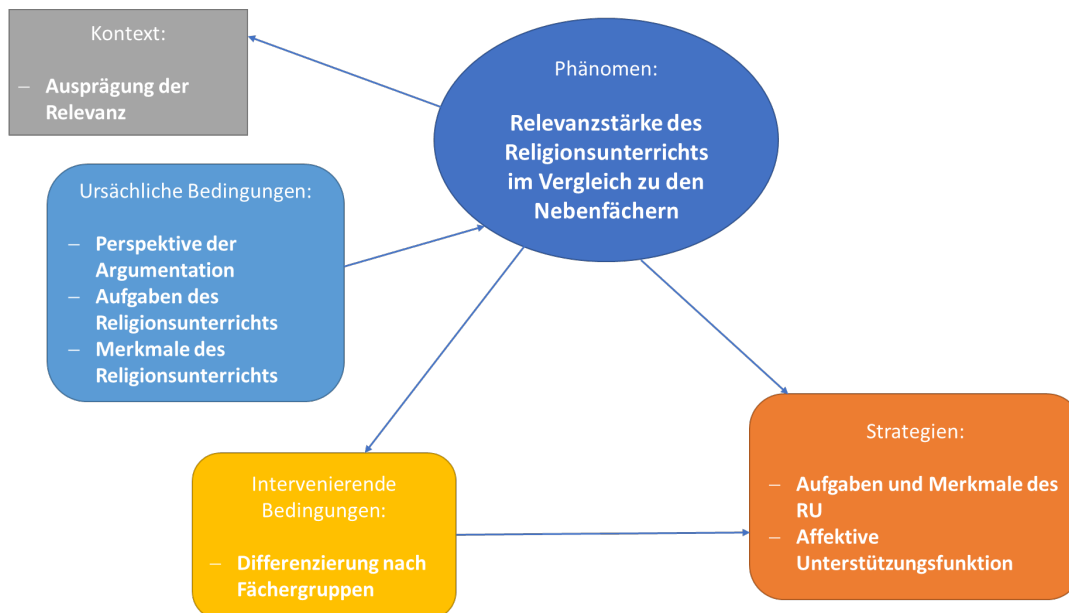 Kontext:
– Ausprägung der
Relevanz
Phänomen:
Relevanzstärke des
Religionsunterrichts
im Vergleich zu den
Nebenfächern
Ursächliche Bedingungen:
– Perspektive der
Argumentation
– Aufgaben des
Religionsunterrichts
– Merkmale des
Religionsunterrichts
Intervenierende
Bedingungen:
– Differenzierung nach
Fächergruppen
Strategien:
– Aufgaben und Merkmale des
RU
– Affektive
Unterstützungsfunktion